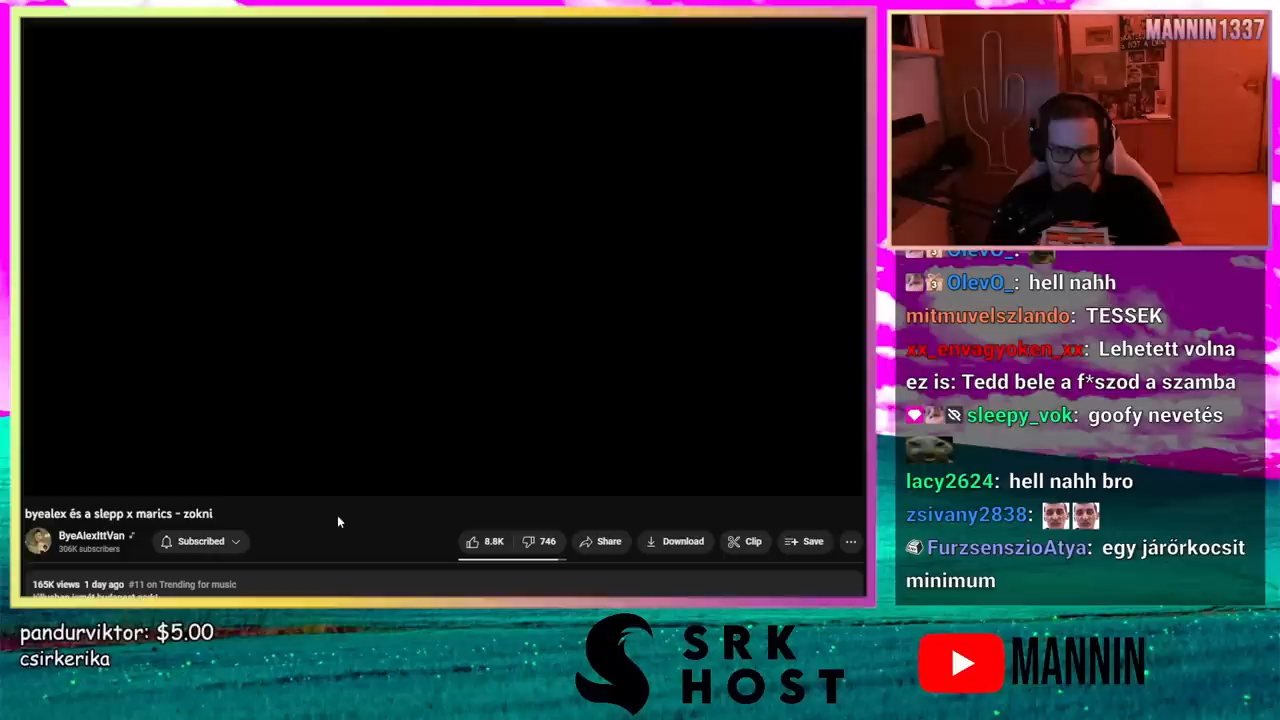 MANNIN1337
OlevO_:
OlevO_: hell nahh
mitmuvelszlando: TESSEK
xx_envagyoken_xx: Lehetett volna
ez is: Tedd bele a f*szod a szamba
sleepy_vok: goofy nevetés
lacy2624: hell nahh bro
zsivany2838:
FurzsenszioAtya: egy járőrkocsit
minimum
byealex és a slepp x marics - zokni
ByeAlexIttVan
306K subscribers
Subscribed
8.8K
746
Share
Download
Clip
Save
165K views 1 day ago #11 on Trending for music
pandurviktor: $5.00
csirkerika
SRK
HOST
MANNIN